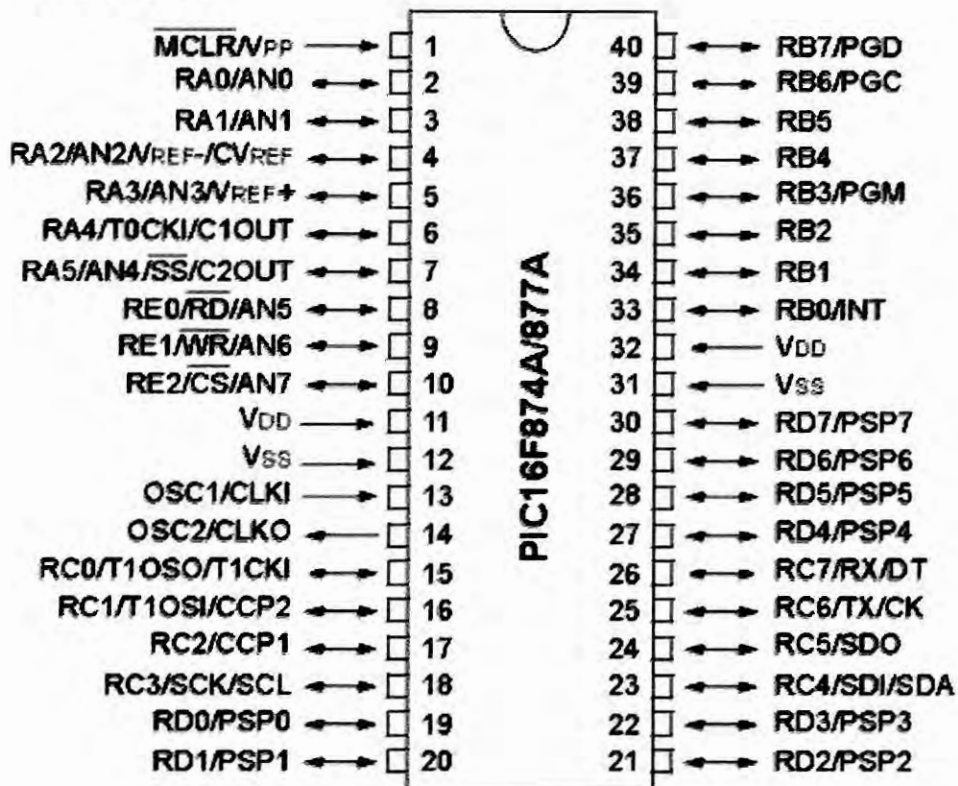 MCLR/VPP 1 40 RB7/PGD
RA0/AN0 2 39 RB6/PGC
RA1/AN1 3 38 RB5
RA2/AN2/VREF-/CVREF 4 37 RB4
RA3/AN3/VREF+ 5 36 RB3/PGM
RA4/T0CKI/C1OUT 6 35 RB2
RA5/AN4/SS/C2OUT 7 34 RB1
RE0/RD/AN5 8 33 RB0/INT
RE1/WR/AN6 9 32 VDD
RE2/CS/AN7 10 31 VSS
VDD 11 30 RD7/PSP7
VSS 12 29 RD6/PSP6
OSC1/CLKI 13 28 RD5/PSP5
OSC2/CLKO 14 27 RD4/PSP4
RC0/T1OSO/T1CKI 15 26 RC7/RX/DT
RC1/T1OSI/CCP2 16 25 RC6/TX/CK
RC2/CCP1 17 24 RC5/SDO
RC3/SCK/SCL 18 23 RC4/SDI/SDA
RD0/PSP0 19 22 RD3/PSP3
RD1/PSP1 20 21 RD2/PSP2
PIC16F874A/877A